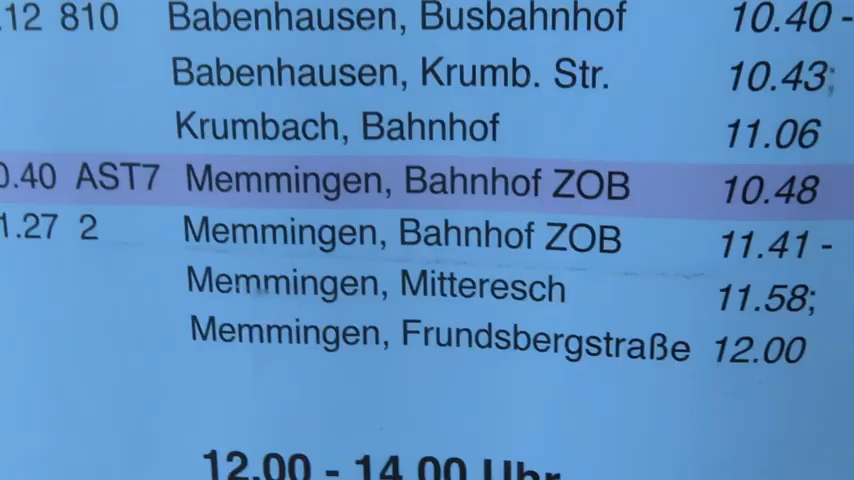 .12 810 Babenhausen, Busbahnhof 10.40 -
Babenhausen, Krumb. Str. 10.43;
Krumbach, Bahnhof 11.06
0.40 AST7 Memmingen, Bahnhof ZOB 10.48
1.27 2 Memmingen, Bahnhof ZOB 11.41 -
Memmingen, Mitteresch 11.58;
Memmingen, Frundsbergstraße 12.00
12.00 - 14.00 Uhr